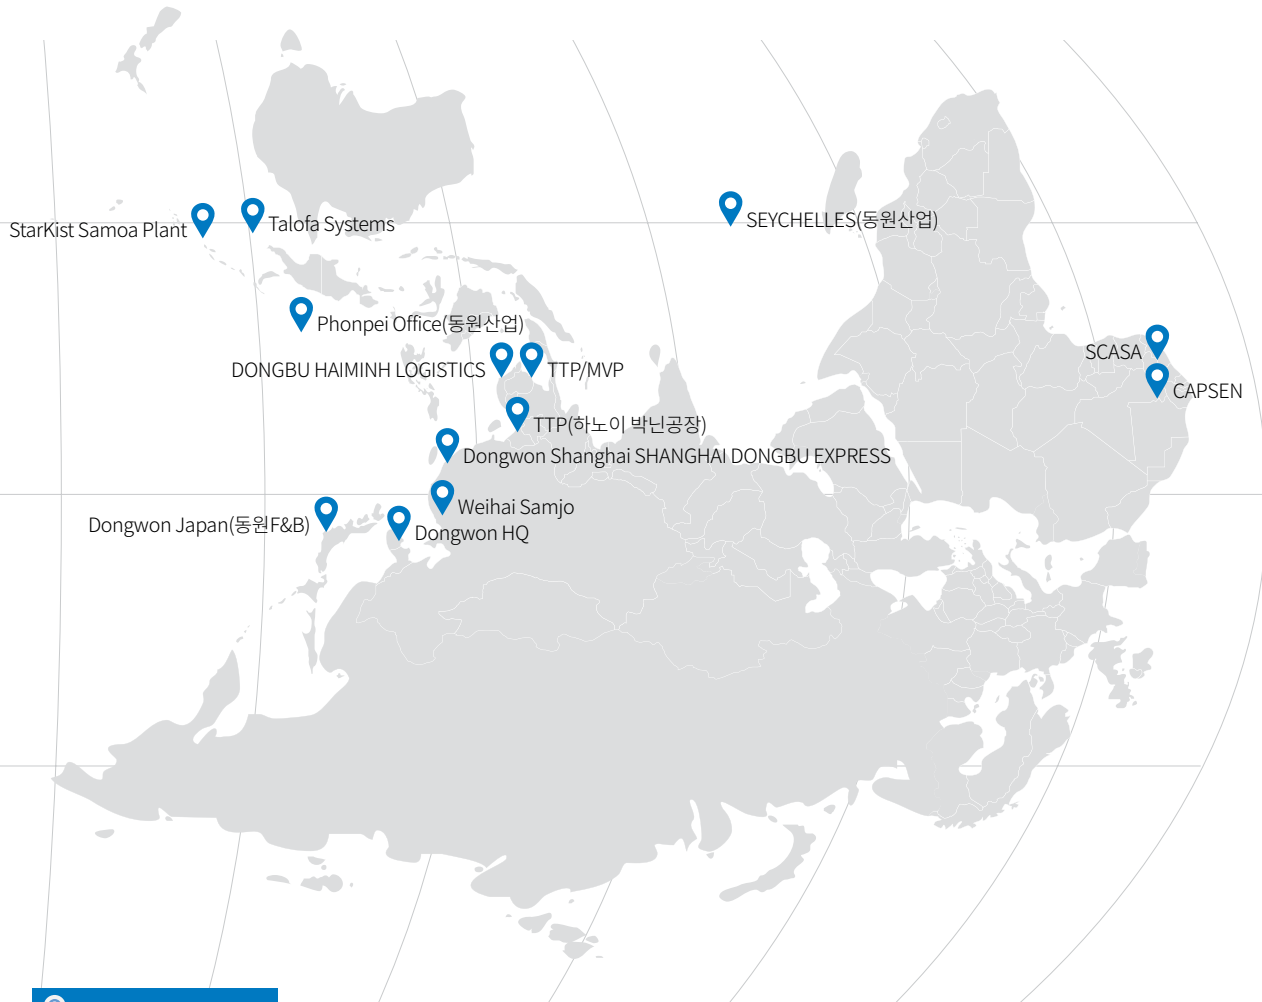 SEYCHELLES(동원산업)
Talofa Systems
StarKist Samoa Plant
Phonpei Office(동원산업)
SCASA
DONGBU HAIMINH LOGISTICS
TTP/MVP
CAPSEN
TTP(하노이 박닌공장)
Dongwon Shanghai SHANGHAI DONGBU EXPRESS
Weihai Samjo
Dongwon Japan(동원F&B)
Dongwon HQ